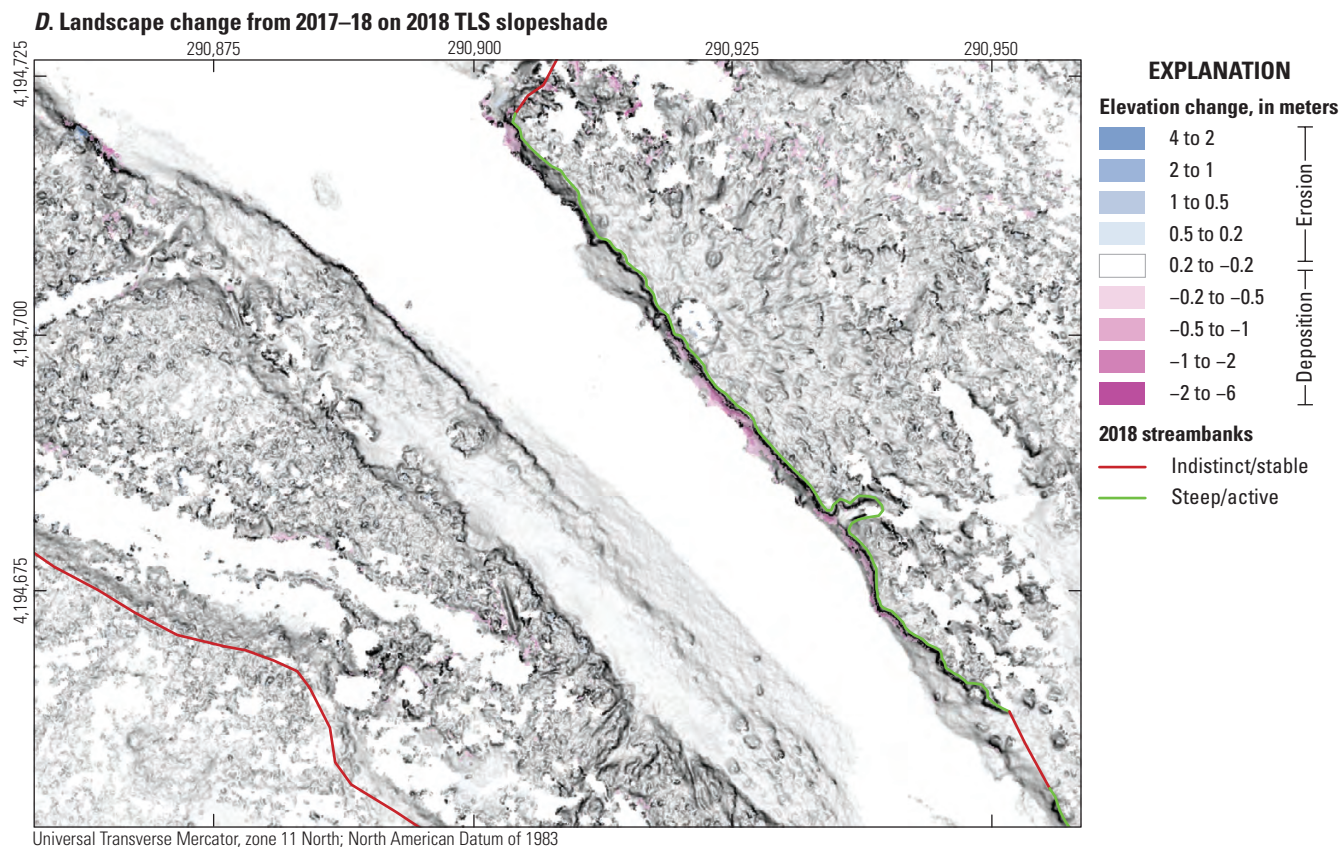 D. Landscape change from 2017–18 on 2018 TLS slopeshade
290,875 290,900 290,925 290,950
4,194,725
4,194,700
4,194,675
Universal Transverse Mercator, zone 11 North; North American Datum of 1983
EXPLANATION
Elevation change, in meters
4 to 2
2 to 1
1 to 0.5
0.5 to 0.2
0.2 to −0.2
−0.2 to −0.5
−0.5 to −1
−1 to −2
−2 to −6
Erosion
Deposition
2018 streambanks
Indistinct/stable
Steep/active